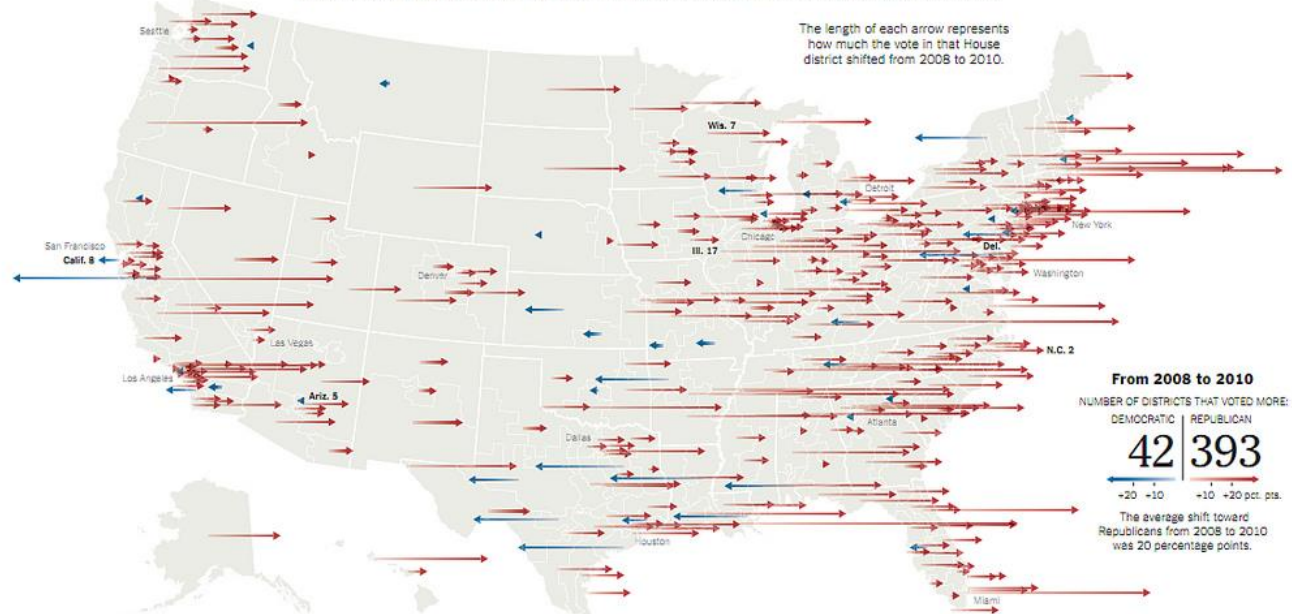 The length of each arrow represents
how much the vote in that House
district shifted from 2008 to 2010.
Seattle
Wis. 7
Detroit
New York
San Francisco
Chicago
Calif. 8
Ill. 17
Del.
Denver
Washington
Las Vegas
N.C. 2
Los Angeles
Ariz. 5
Atlanta
Dallas
Houston
Miami
From 2008 to 2010
NUMBER OF DISTRICTS THAT VOTED MORE:
DEMOCRATIC REPUBLICAN
42 393
+20 +10 +10 +20 pct. pts.
The average shift toward
Republicans from 2008 to 2010
was 20 percentage points.